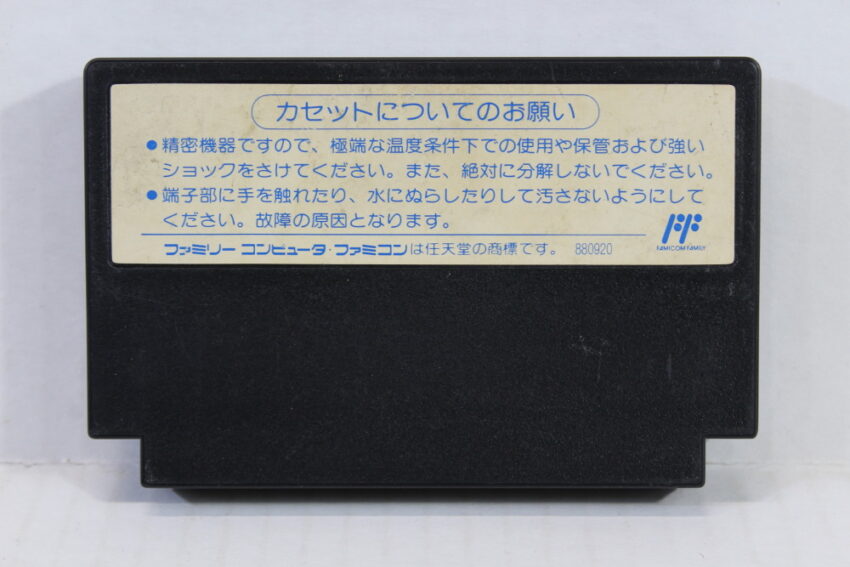 カセットについてのお願い
●精密機器ですので、極端な温度条件下での使用や保管および強い
ショックをさけてください。また、絶対に分解しないでください。
●端子部に手を触れたり、水にぬらしたりして汚さないようにして
ください。故障の原因となります。
ファミリー コンピュータ・ファミコンは任天堂の商標です。 880920
FAMICOM FAMILY